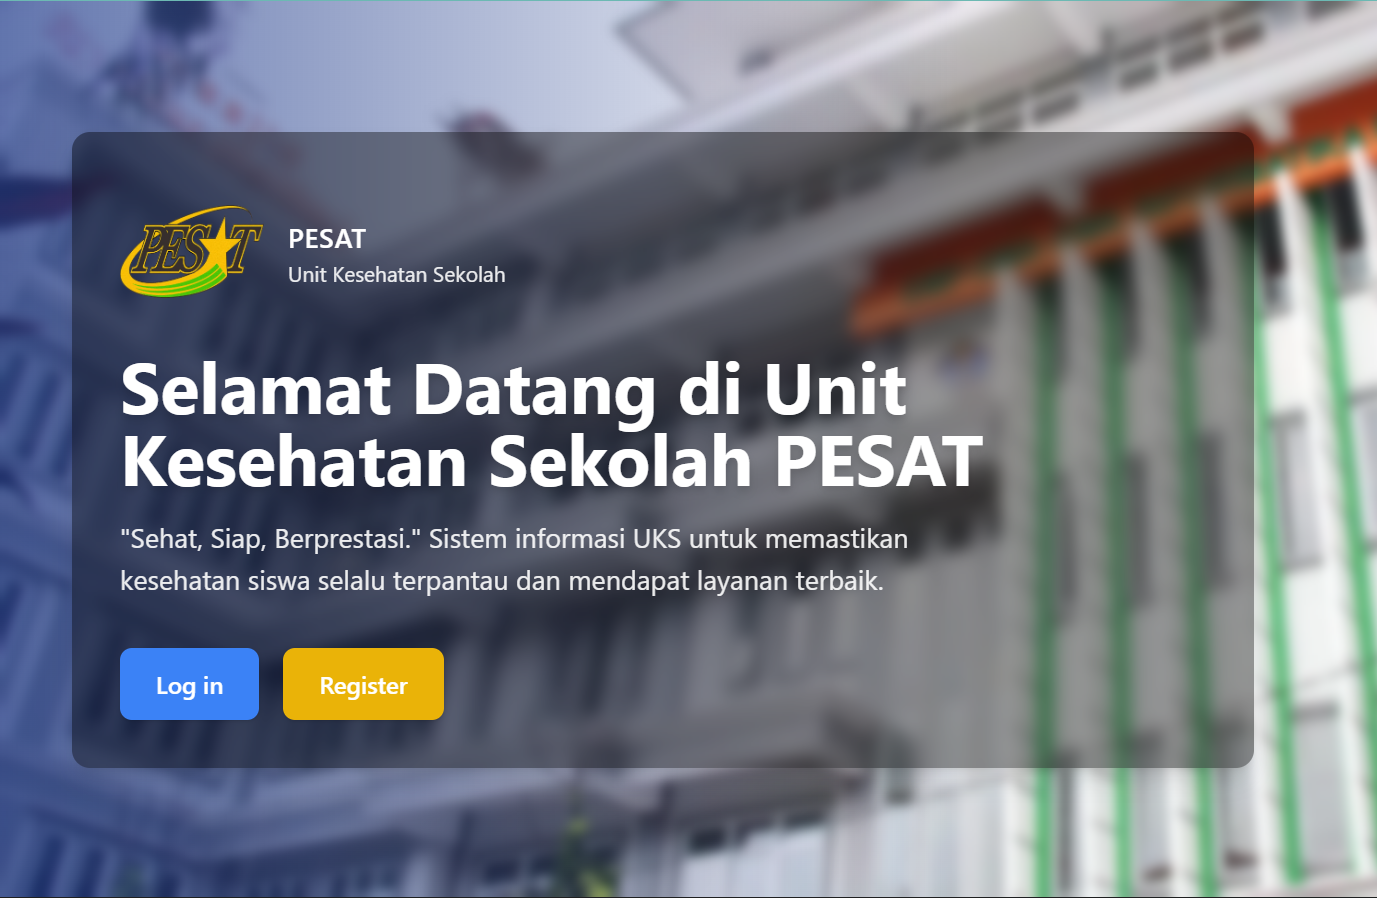 PESAT
PESAT
Unit Kesehatan Sekolah
Selamat Datang di Unit
Kesehatan Sekolah PESAT
"Sehat, Siap, Berprestasi." Sistem informasi UKS untuk memastikan
kesehatan siswa selalu terpantau dan mendapat layanan terbaik.
Log in
Register